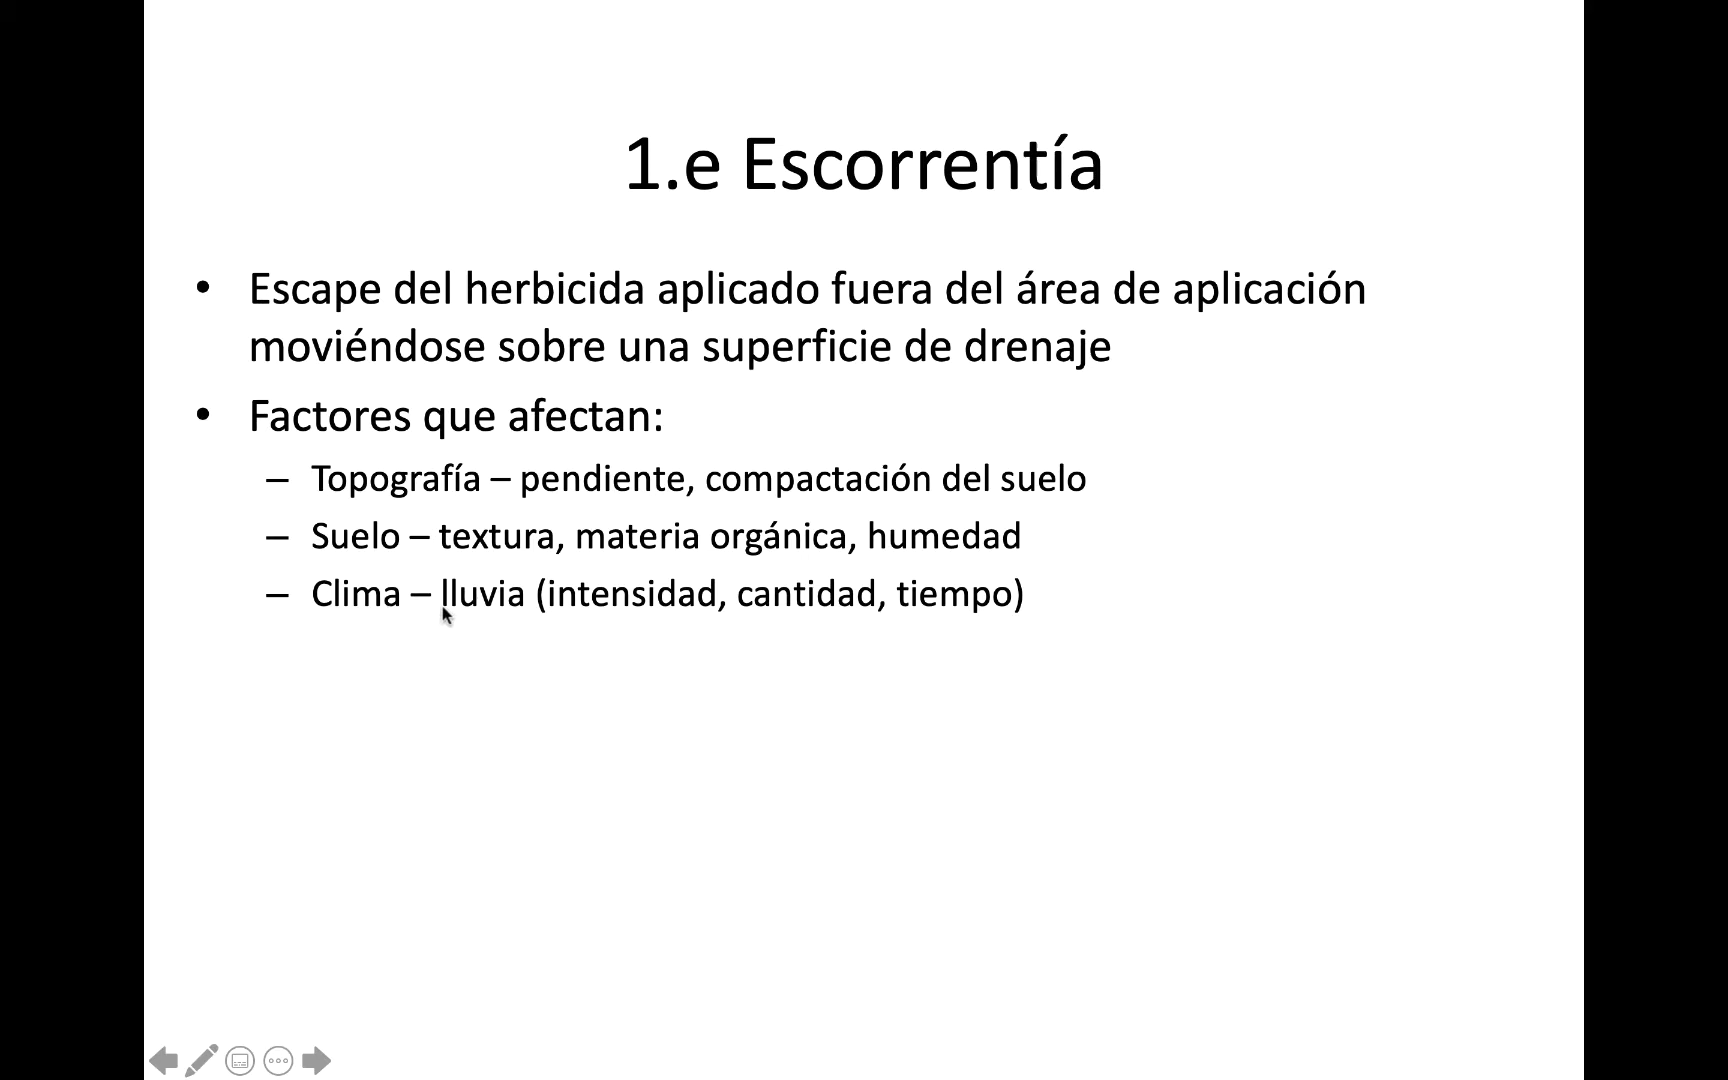 1.e Escorrentía
• Escape del herbicida aplicado fuera del área de aplicación
moviéndose sobre una superficie de drenaje
• Factores que afectan:
– Topografía – pendiente, compactación del suelo
– Suelo – textura, materia orgánica, humedad
– Clima – lluvia (intensidad, cantidad, tiempo)